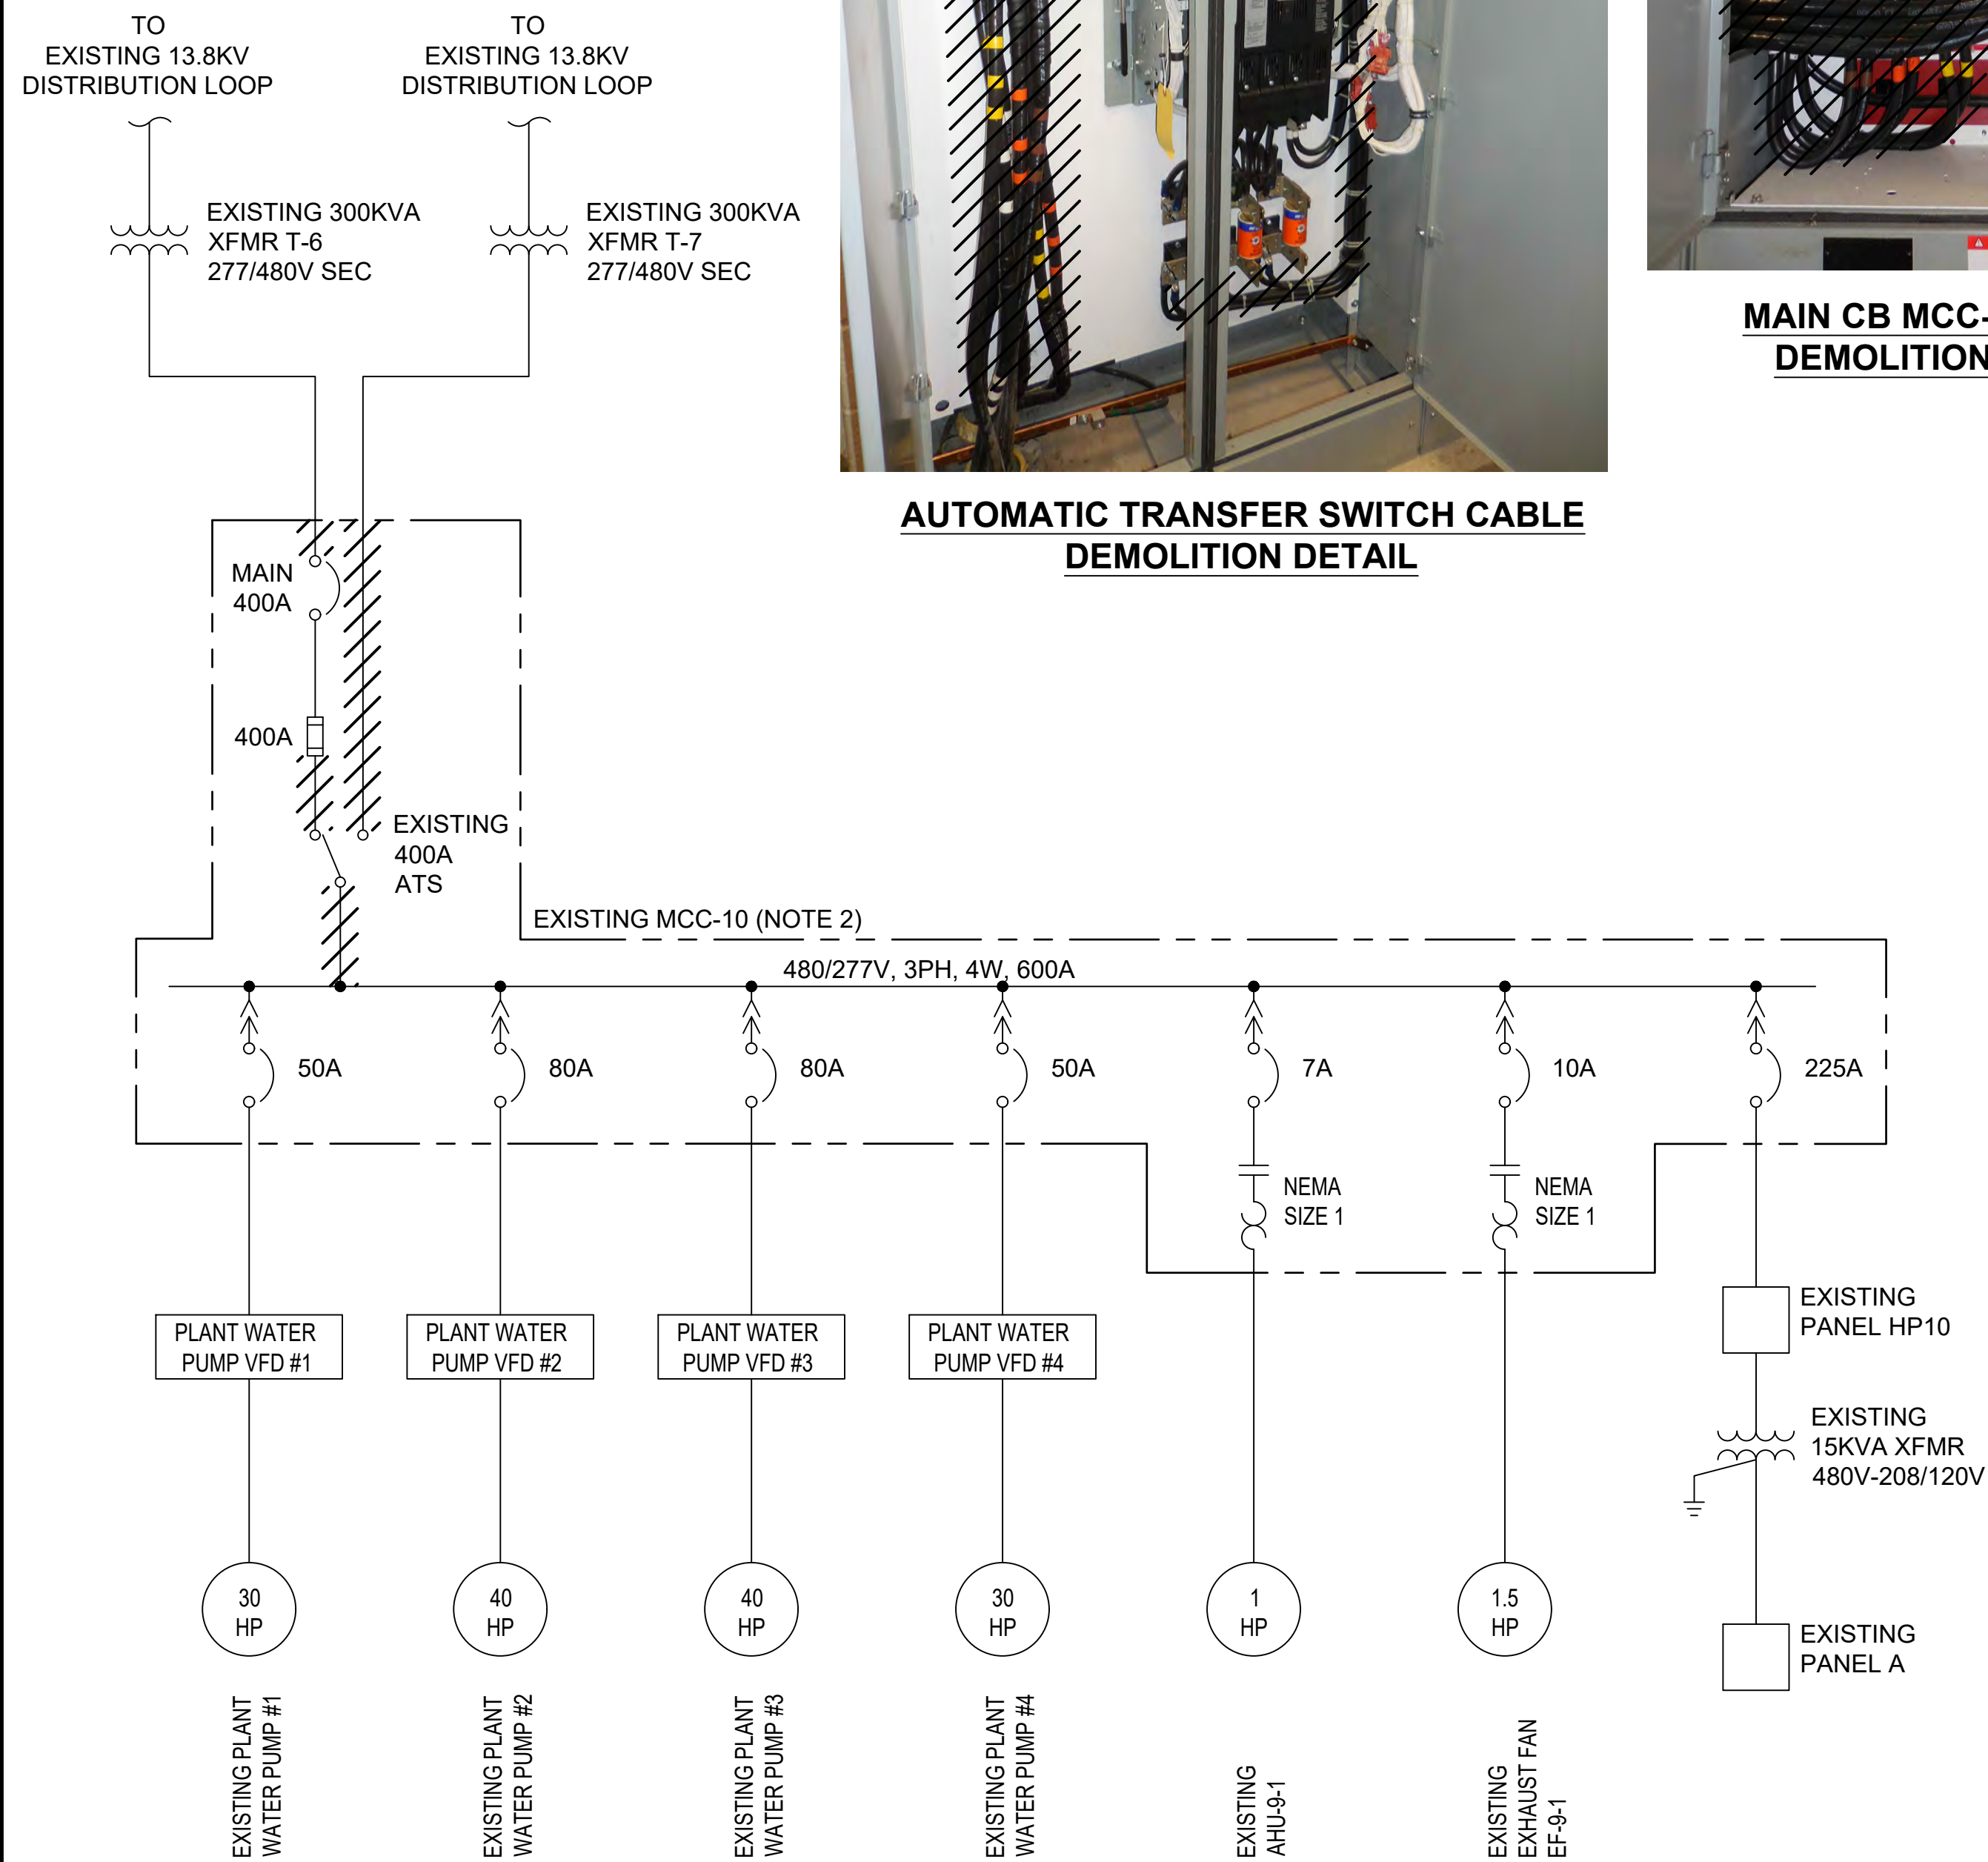 TO
EXISTING 13.8KV
DISTRIBUTION LOOP
TO
EXISTING 13.8KV
DISTRIBUTION LOOP
EXISTING 300KVA
XFMR T-6
277/480V SEC
EXISTING 300KVA
XFMR T-7
277/480V SEC
MAIN CB MCC-
DEMOLITION
AUTOMATIC TRANSFER SWITCH CABLE
DEMOLITION DETAIL
MAIN
400A
400A
EXISTING
400A
ATS
EXISTING MCC-10 (NOTE 2)
480/277V, 3PH, 4W, 600A
50A
80A
80A
50A
7A
10A
225A
NEMA
SIZE 1
NEMA
SIZE 1
PLANT WATER
PUMP VFD #1
PLANT WATER
PUMP VFD #2
PLANT WATER
PUMP VFD #3
PLANT WATER
PUMP VFD #4
EXISTING
PANEL HP10
EXISTING
15KVA XFMR
480V-208/120V
30
HP
40
HP
40
HP
30
HP
1
HP
1.5
HP
EXISTING
PANEL A
EXISTING PLANT
WATER PUMP #1
EXISTING PLANT
WATER PUMP #2
EXISTING PLANT
WATER PUMP #3
EXISTING PLANT
WATER PUMP #4
EXISTING
AHU-9-1
EXISTING
EXHAUST FAN
EF-9-1